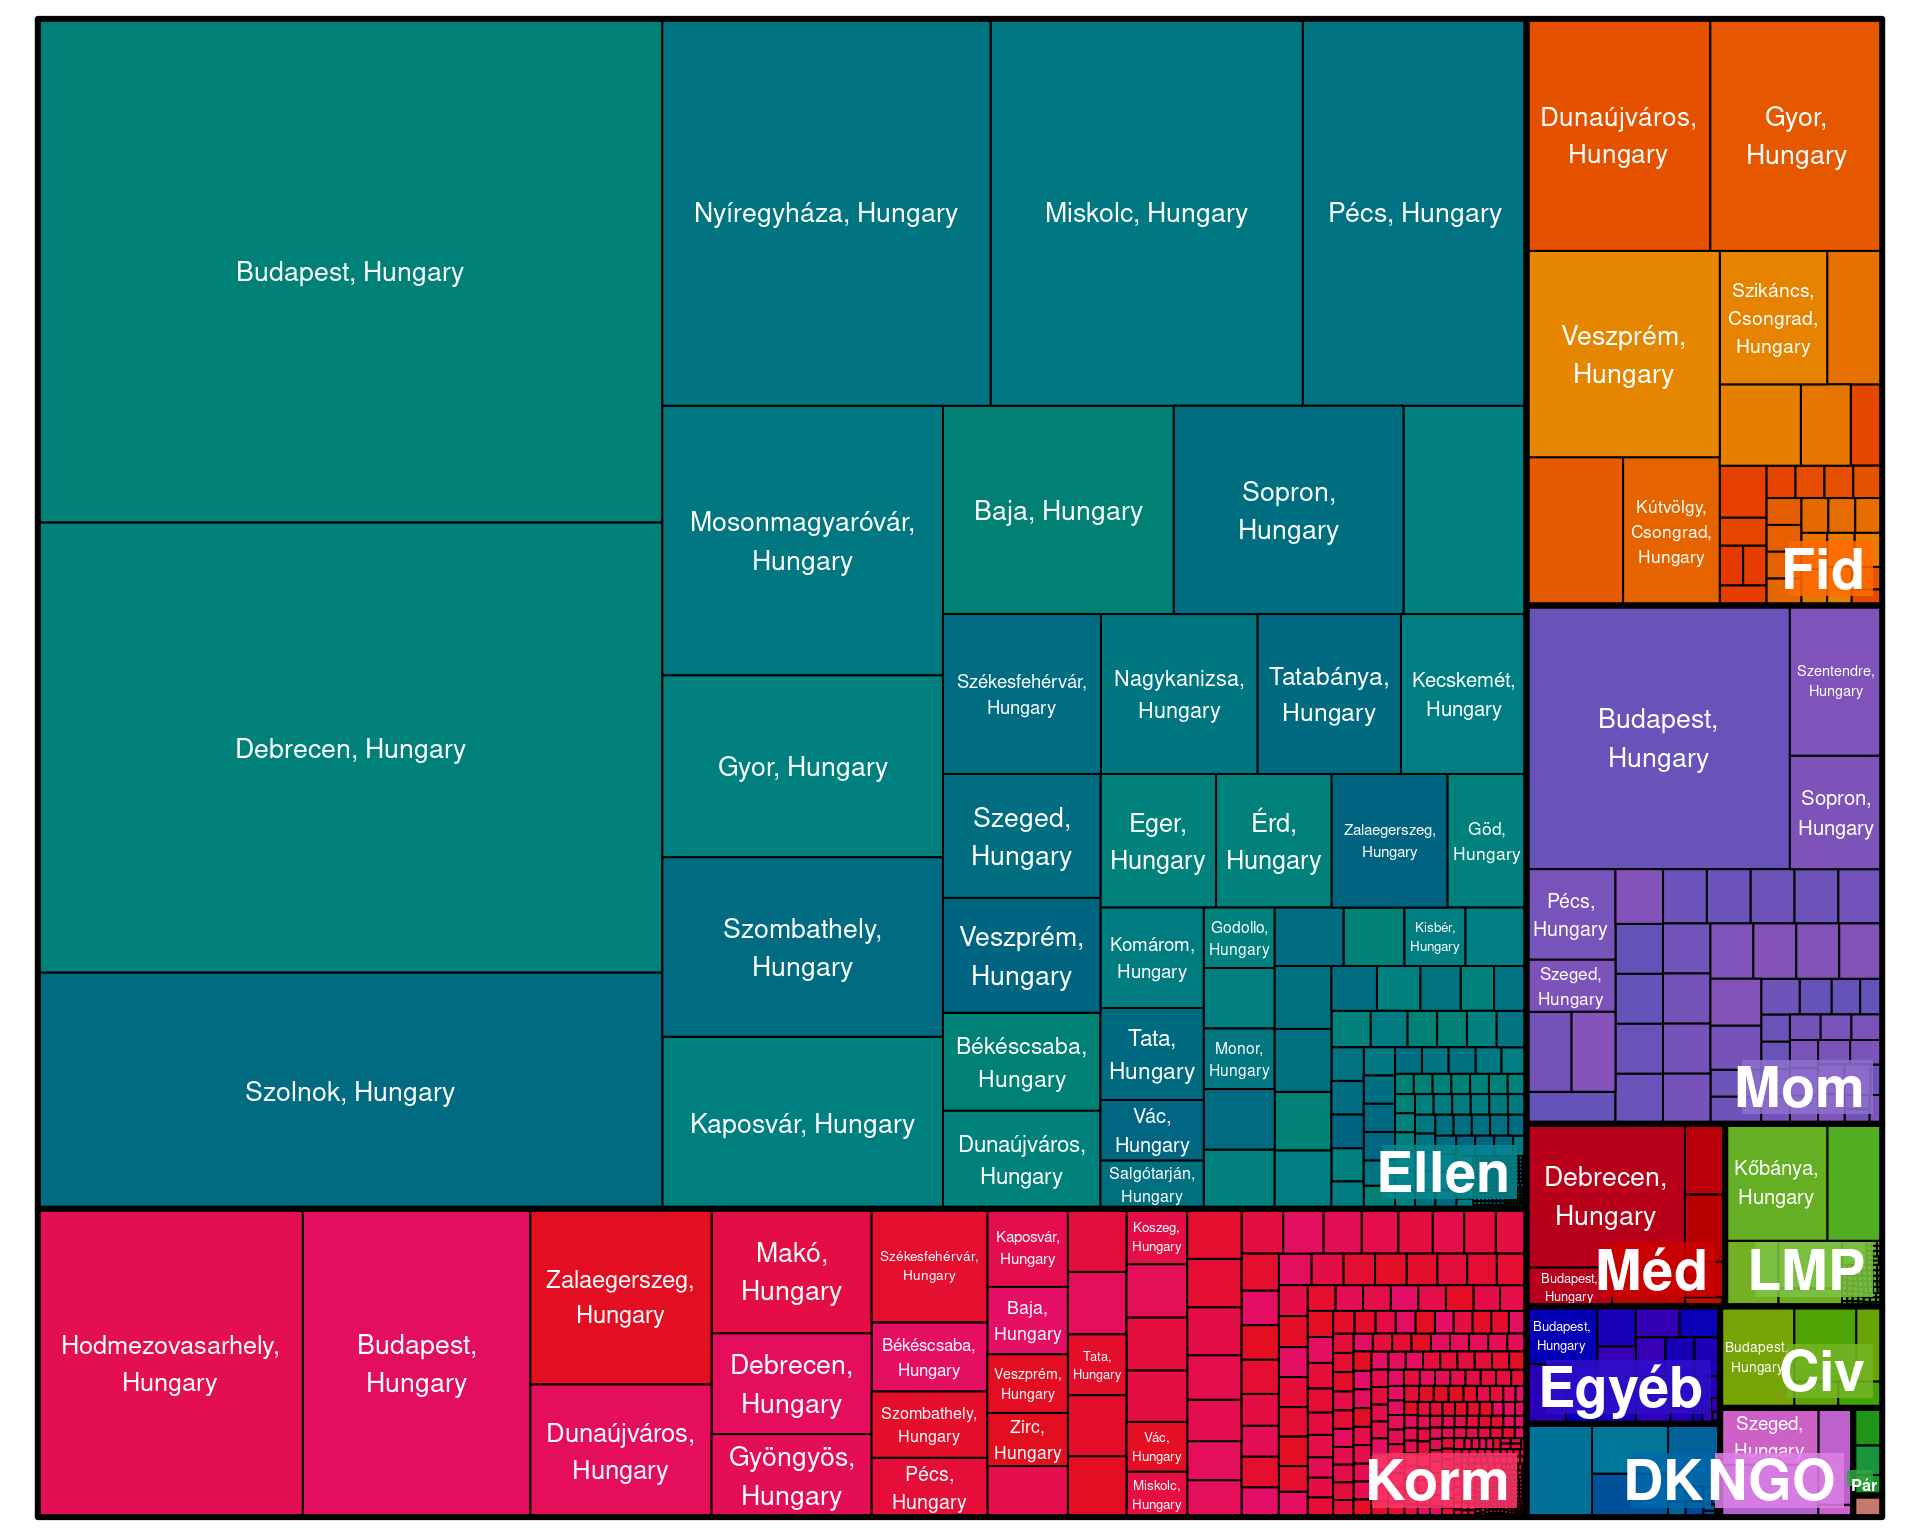 Budapest, Hungary
Debrecen, Hungary
Szolnok, Hungary
Nyíregyháza, Hungary
Miskolc, Hungary
Pécs, Hungary
Mosonmagyaróvár,
Hungary
Gyor, Hungary
Szombathely,
Hungary
Kaposvár, Hungary
Baja, Hungary
Sopron,
Hungary
Székesfehérvár,
Hungary
Nagykanizsa,
Hungary
Tatabánya,
Hungary
Kecskemét,
Hungary
Szeged,
Hungary
Veszprém,
Hungary
Békéscsaba,
Hungary
Dunaújváros,
Hungary
Eger,
Hungary
Érd,
Hungary
Zalaegerszeg,
Hungary
Göd,
Hungary
Komárom,
Hungary
Tata,
Hungary
Vác,
Hungary
Salgótarján,
Hungary
Godollo,
Hungary
Monor,
Hungary
Kisbér,
Hungary
Ellen
Hodmezovasarhely,
Hungary
Budapest,
Hungary
Zalaegerszeg,
Hungary
Dunaújváros,
Hungary
Makó,
Hungary
Debrecen,
Hungary
Gyöngyös,
Hungary
Székesfehérvár,
Hungary
Békéscsaba,
Hungary
Szombathely,
Hungary
Pécs,
Hungary
Kaposvár,
Hungary
Baja,
Hungary
Veszprém,
Hungary
Zirc,
Hungary
Tata,
Hungary
Koszeg,
Hungary
Vác,
Hungary
Miskolc,
Hungary
Korm
Dunaújváros,
Hungary
Gyor,
Hungary
Veszprém,
Hungary
Szikáncs,
Csongrad,
Hungary
Kútvölgy,
Csongrad,
Hungary
Fid
Budapest,
Hungary
Szentendre,
Hungary
Sopron,
Hungary
Pécs,
Hungary
Szeged,
Hungary
Mom
Debrecen,
Hungary
Budapest,
Hungary
Méd
Kőbánya,
Hungary
LMP
Budapest,
Hungary
Egyéb
Budapest,
Hungary
Civ
DK
Szeged,
Hungary
NGO
Pár